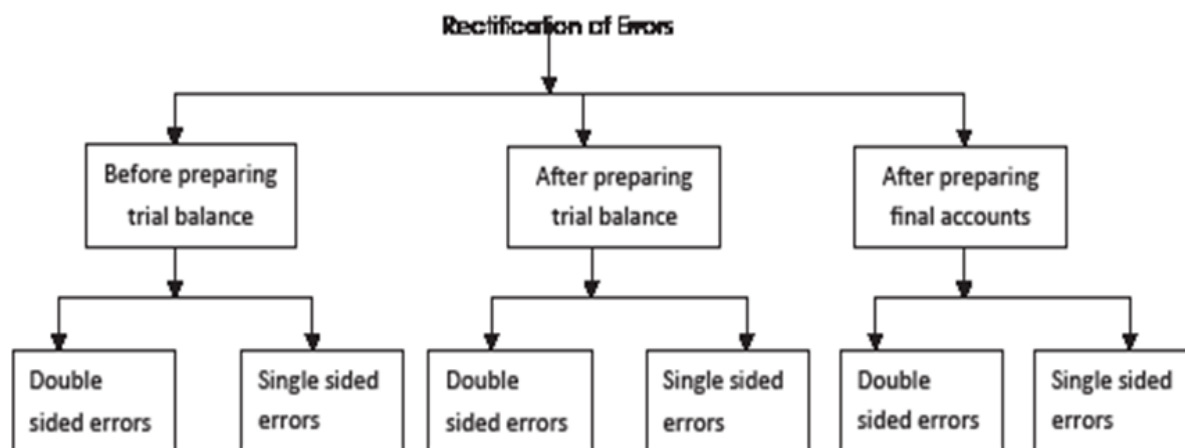 Rectification of Errors
Before preparing
trial balance
After preparing
trial balance
After preparing
final accounts
Double
sided errors
Single sided
errors
Double
sided errors
Single sided
errors
Double
sided errors
Single sided
errors